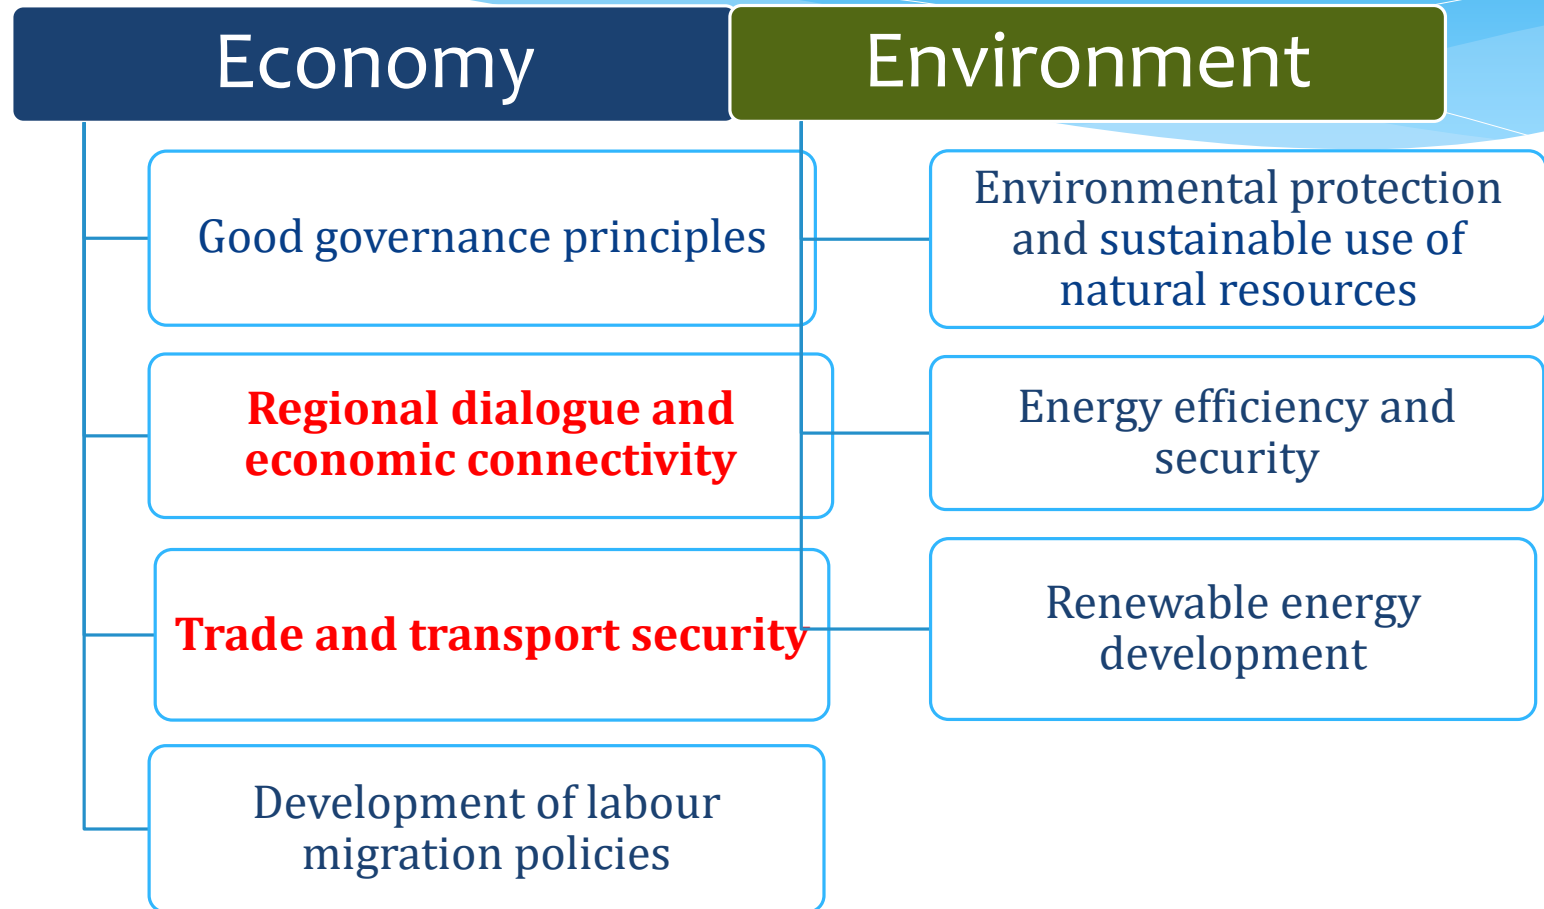 Economy
Good governance principles
Regional dialogue and
economic connectivity
Trade and transport security
Development of labour
migration policies
Environment
Environmental protection
and sustainable use of
natural resources
Energy efficiency and
security
Renewable energy
development